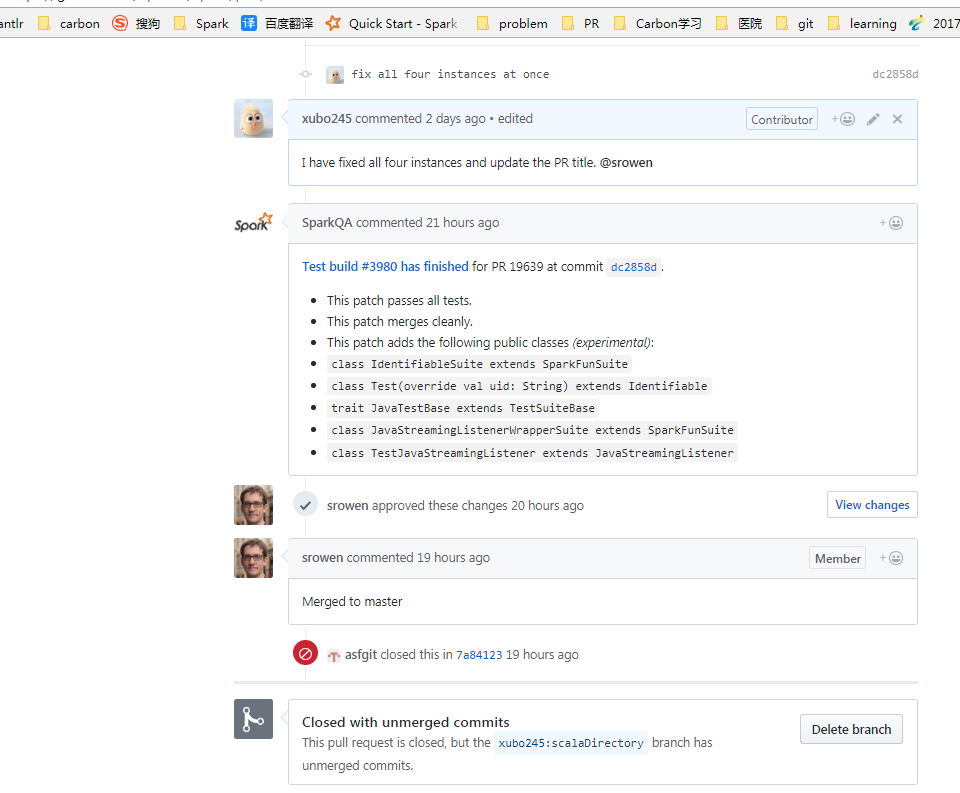 antlr carbon 搜狗 Spark 译 百度翻译 Quick Start - Spark problem PR Carbon学习 医院 git learning 2017
fix all four instances at once dc2858d
xubo245 commented 2 days ago • edited Contributor
I have fixed all four instances and update the PR title. @srowen
Spark SparkQA commented 21 hours ago
Test build #3980 has finished for PR 19639 at commit dc2858d.
• This patch passes all tests.
• This patch merges cleanly.
• This patch adds the following public classes (experimental):
• class IdentifiableSuite extends SparkFunSuite
• class Test(override val uid: String) extends Identifiable
• trait JavaTestBase extends TestSuiteBase
• class JavaStreamingListenerWrapperSuite extends SparkFunSuite
• class TestJavaStreamingListener extends JavaStreamingListener
srowen approved these changes 20 hours ago View changes
srowen commented 19 hours ago Member
Merged to master
asfgit closed this in 7a84123 19 hours ago
Closed with unmerged commits
This pull request is closed, but the xubo245:scalaDirectory branch has
unmerged commits.
Delete branch